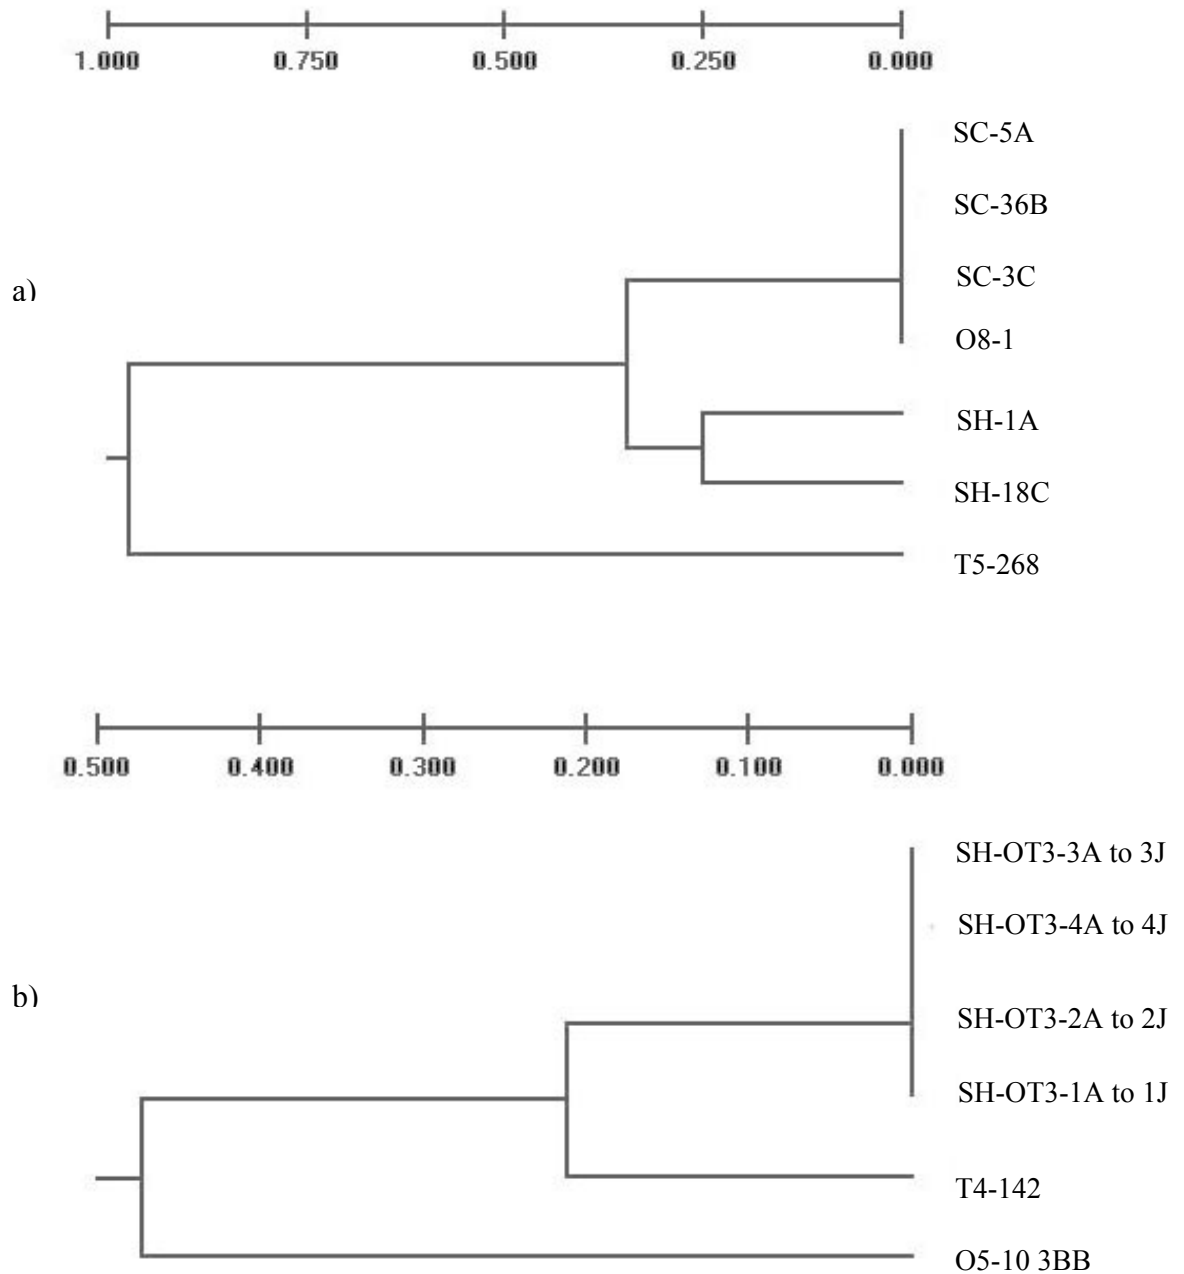 1.000 0.750 0.500 0.250 0.000
SC-5A
SC-36B
a)
SC-3C
O8-1
SH-1A
SH-18C
T5-268
0.500 0.400 0.300 0.200 0.100 0.000
SH-OT3-3A to 3J
SH-OT3-4A to 4J
b)
SH-OT3-2A to 2J
SH-OT3-1A to 1J
T4-142
O5-10 3BB